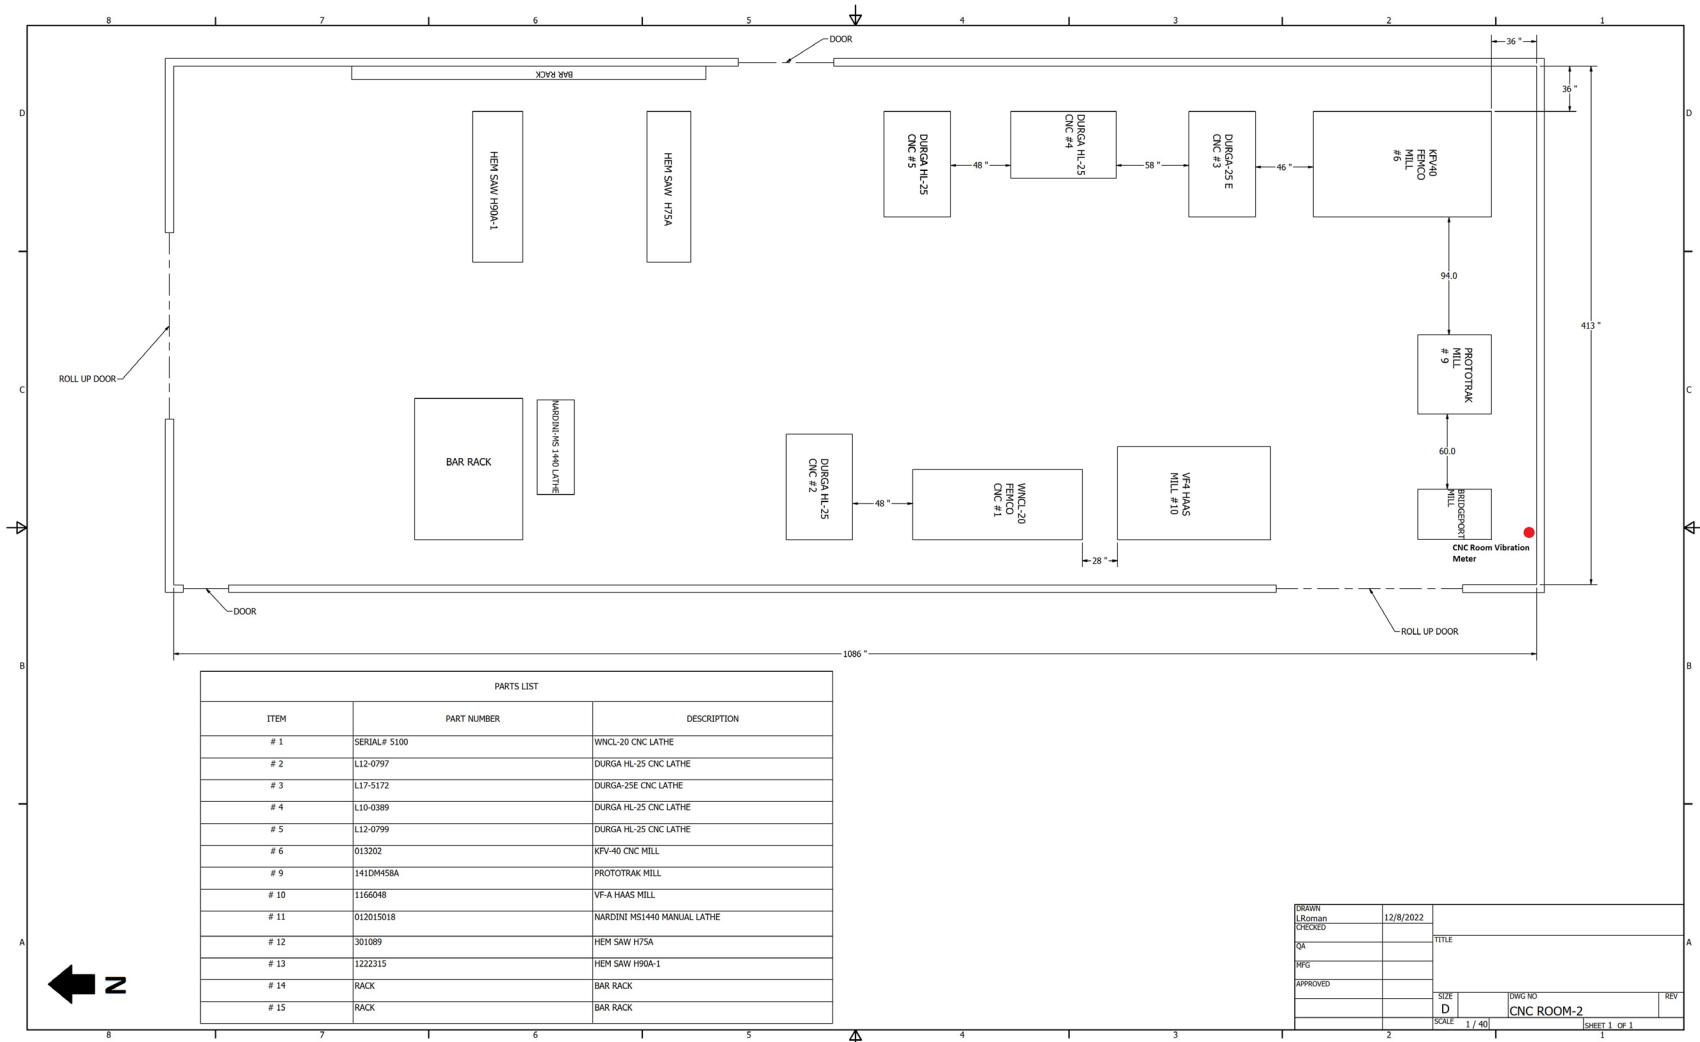 8 7 6 5 4 3 2 1
DOOR
36 "
BAR RACK
36 "
D
D
HEM SAW H90A-1
HEM SAW H75A
DURGA HL-25
CNC #5
48 "
DURGA HL-25
CNC #4
58 "
DURGA-25 E
CNC #3
46 "
KFV40
FEMCO
MILL
#6
94.0
413 "
ROLL UP DOOR
C
C
PROTOTRAK
MILL
# 9
60.0
BAR RACK
NARDINI-MS 1440 LATHE
DURGA HL-25
CNC #2
48 "
WNCL-20
FEMCO
CNC #1
28 "
VF4 HAAS
MILL #10
BRIDGEPORT
MILL
CNC Room Vibration
Meter
DOOR
ROLL UP DOOR
1086 "
B
B
PARTS LIST
ITEM PART NUMBER DESCRIPTION
# 1 SERIAL# 5100 WNCL-20 CNC LATHE
# 2 L12-0797 DURGA HL-25 CNC LATHE
# 3 L17-5172 DURGA-25E CNC LATHE
# 4 L10-0389 DURGA HL-25 CNC LATHE
# 5 L12-0799 DURGA HL-25 CNC LATHE
# 6 013202 KFV-40 CNC MILL
# 9 141DM458A PROTOTRAK MILL
# 10 1166048 VF-A HAAS MILL
# 11 012015018 NARDINI MS1440 MANUAL LATHE
# 12 301089 HEM SAW H75A
# 13 1222315 HEM SAW H90A-1
# 14 RACK BAR RACK
# 15 RACK BAR RACK
A
A
N
DRAWN
LRoman 12/8/2022
CHECKED
QA
MFG
APPROVED
TITLE
SIZE
D
DWG NO
CNC ROOM-2
REV
SCALE 1 / 40
SHEET 1 OF 1
8 7 6 5 4 3 2 1